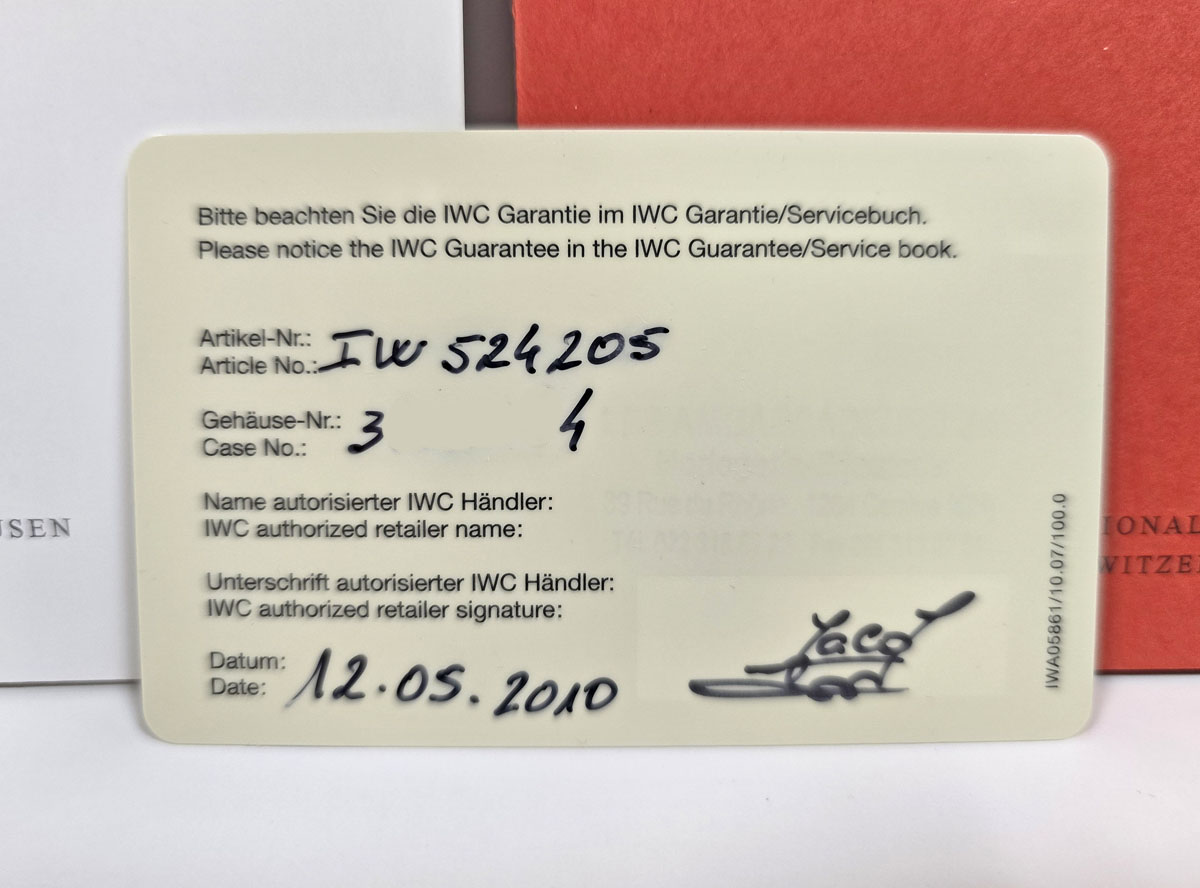 Bitte beachten Sie die IWC Garantie im IWC Garantie/Servicebuch.
Please notice the IWC Guarantee in the IWC Guarantee/Service book.
Artikel-Nr.:
Article No.: IW 524205
Gehäuse-Nr.:
Case No.: 3 4
Name autorisierter IWC Händler:
IWC authorized retailer name:
Unterschrift autorisierter IWC Händler:
IWC authorized retailer signature:
Datum:
Date: 12.05.2010
IWA05861/10.07/100.0
USEN
IONAL
WITZE